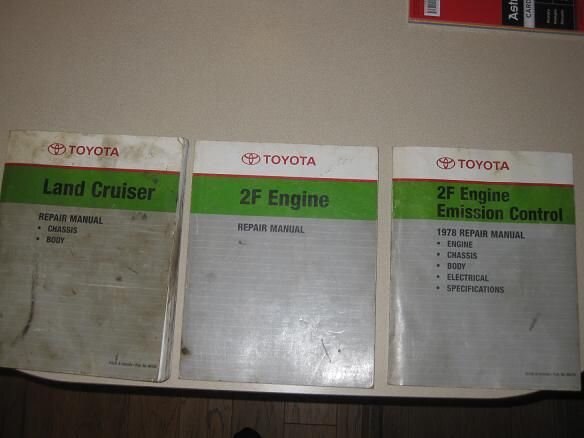 TOYOTA
Land Cruiser
REPAIR MANUAL
• CHASSIS
• BODY
TOYOTA
2F Engine
REPAIR MANUAL
TOYOTA
2F Engine
Emission Control
1978 REPAIR MANUAL
• ENGINE
• CHASSIS
• BODY
• ELECTRICAL
• SPECIFICATIONS